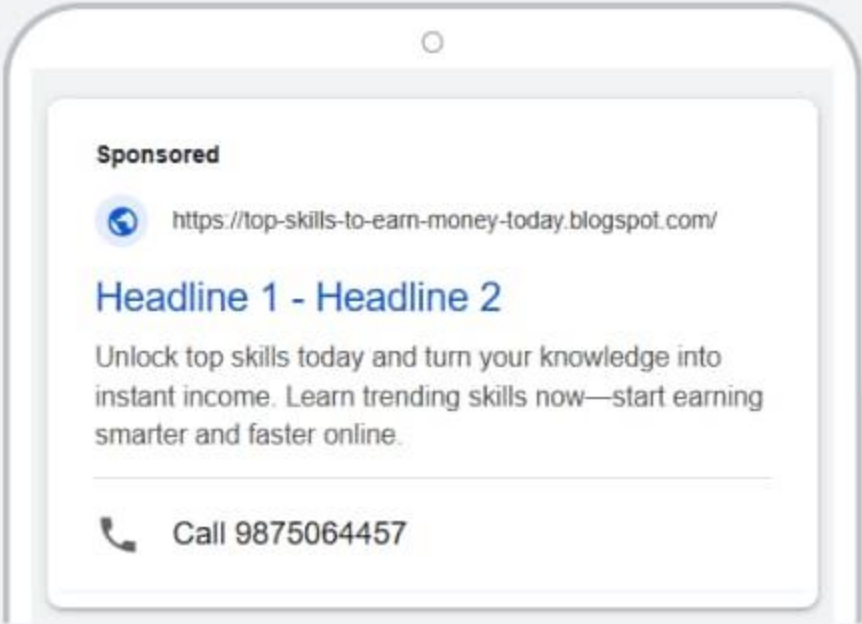 Sponsored
https://top-skills-to-earn-money-today.blogspot.com/
Headline 1 - Headline 2
Unlock top skills today and turn your knowledge into
instant income. Learn trending skills now—start earning
smarter and faster online.
Call 9875064457